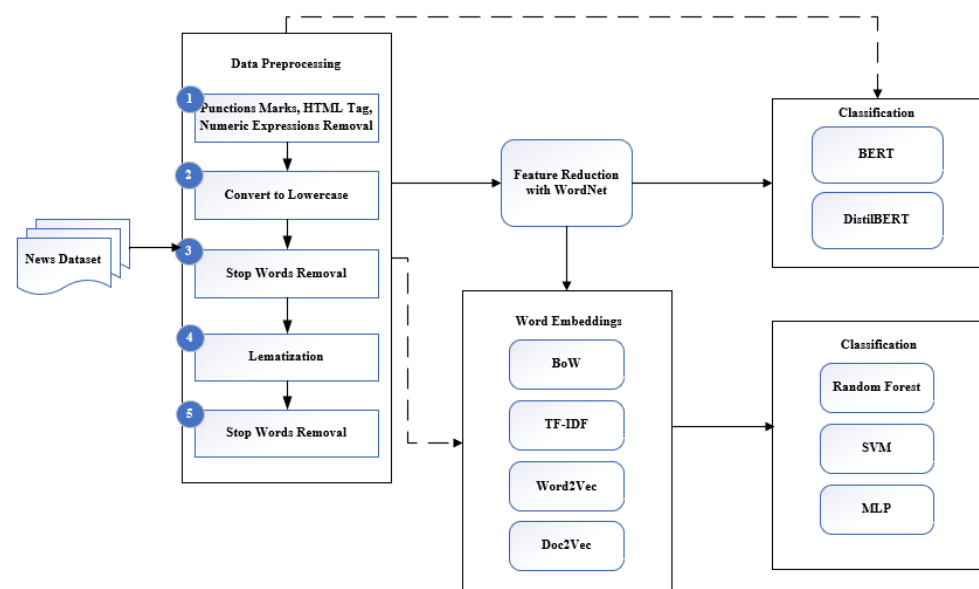 News Dataset
Data Preprocessing
1
Punctions Marks, HTML Tag,
Numeric Expressions Removal
2
Convert to Lowercase
3
Stop Words Removal
4
Lematization
5
Stop Words Removal
Feature Reduction
with WordNet
Word Embeddings
BoW
TF-IDF
Word2Vec
Doc2Vec
Classification
BERT
DistilBERT
Classification
Random Forest
SVM
MLP